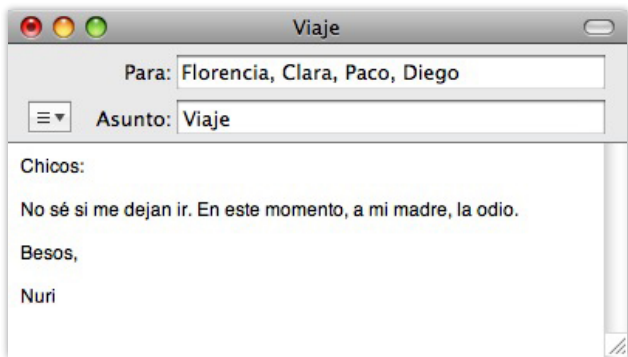 Viaje
Para: Florencia, Clara, Paco, Diego
Asunto: Viaje
Chicos:
No sé si me dejan ir. En este momento, a mi madre, la odio.
Besos,
Nuri